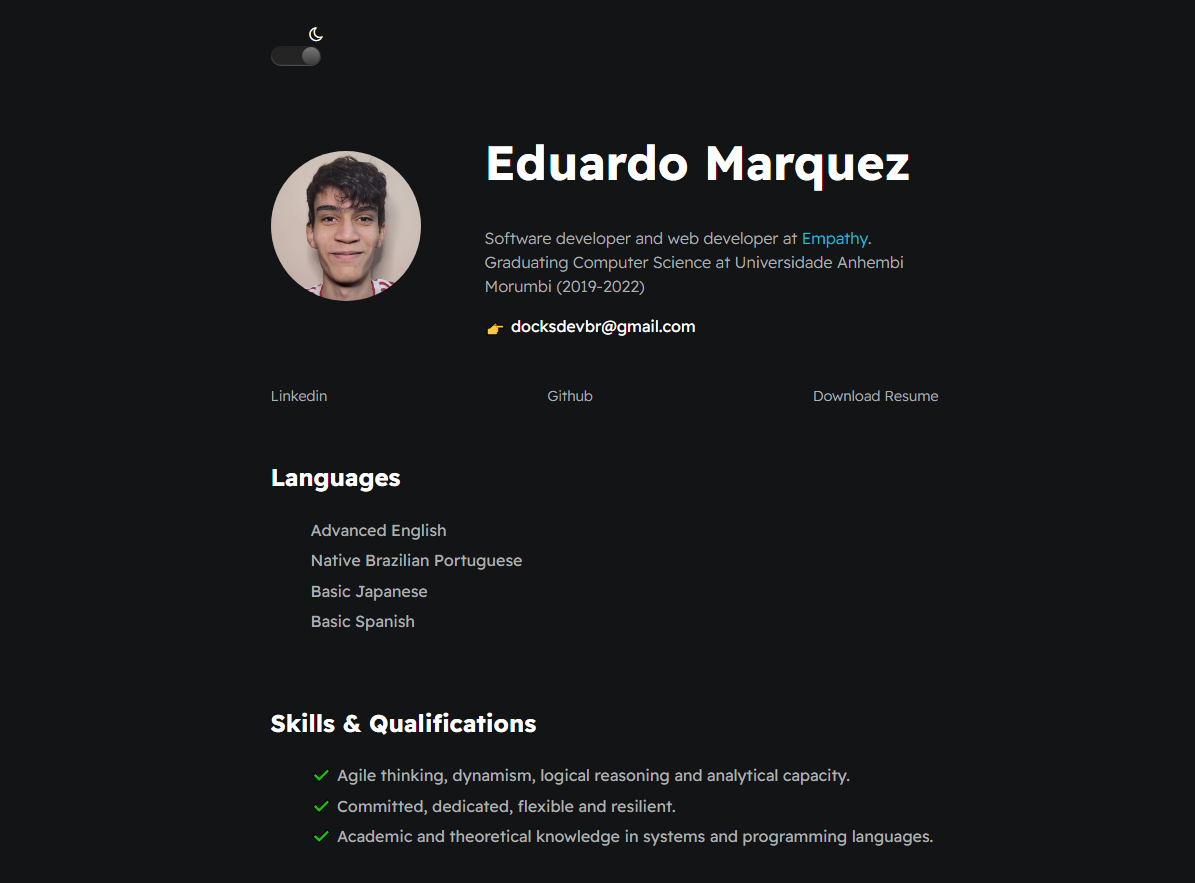 Eduardo Marquez
Software developer and web developer at Empathy.
Graduating Computer Science at Universidade Anhembi
Morumbi (2019-2022)
docksdevbr@gmail.com
Linkedin
Github
Download Resume
Languages
Advanced English
Native Brazilian Portuguese
Basic Japanese
Basic Spanish
Skills & Qualifications
Agile thinking, dynamism, logical reasoning and analytical capacity.
Committed, dedicated, flexible and resilient.
Academic and theoretical knowledge in systems and programming languages.